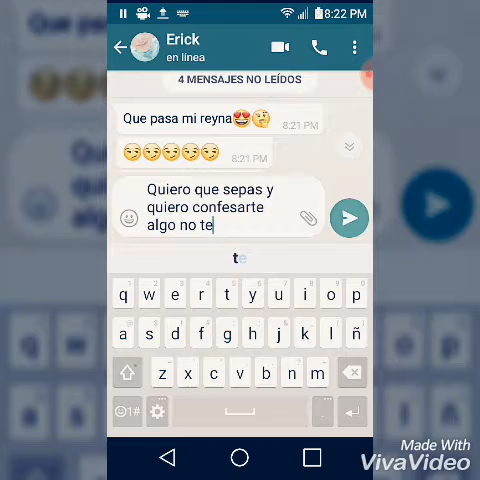 8:22 PM
Erick
en línea
4 MENSAJES NO LEÍDOS
Que pasa mi reyna😍🤔
8:21 PM
😏😏😏😏😏
8:21 PM
Quiero que sepas y
quiero confesarte
algo no te
te
q w e r t y u i o p
a s d f g h j k l ñ
z x c v b n m
1#
Made With
VivaVideo